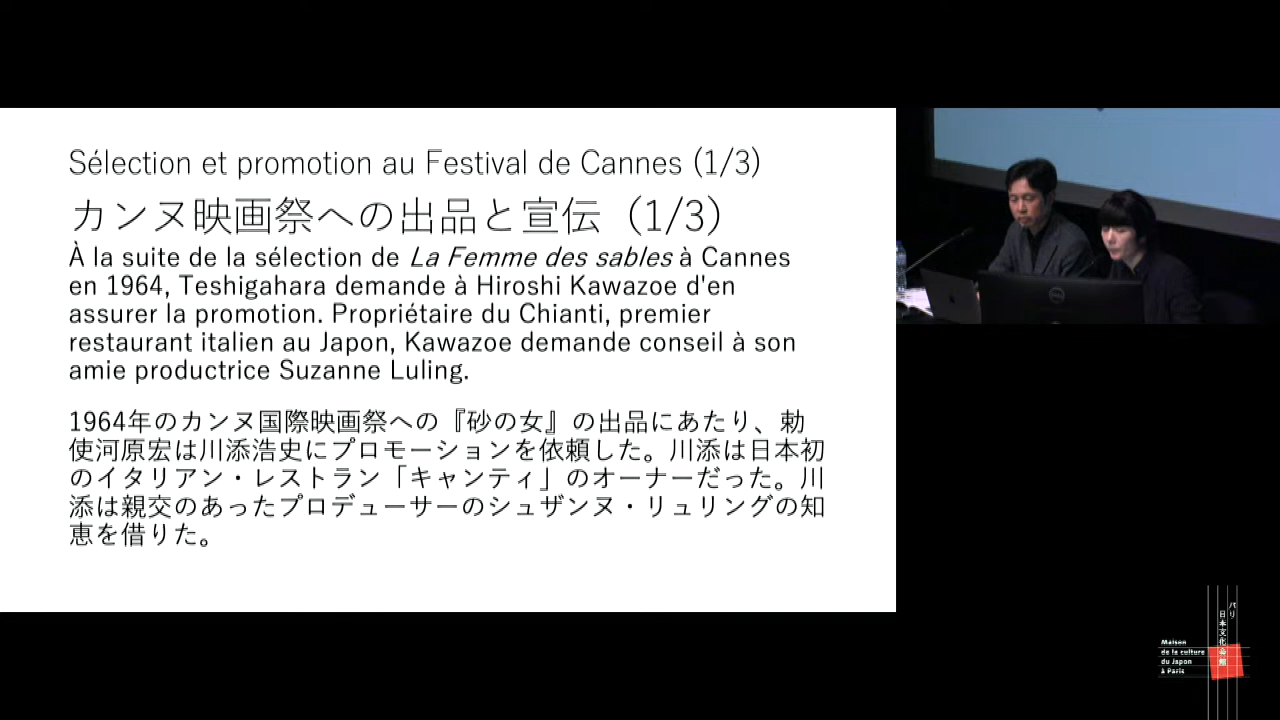 Sélection et promotion au Festival de Cannes (1/3)
カンヌ映画祭への出品と宣伝（1/3）
À la suite de la sélection de La Femme des sables à Cannes
en 1964, Teshigahara demande à Hiroshi Kawazoe d'en
assurer la promotion. Propriétaire du Chianti, premier
restaurant italien au Japon, Kawazoe demande conseil à son
amie productrice Suzanne Luling.
1964年のカンヌ国際映画祭への『砂の女』の出品にあたり、勅
使河原宏は川添浩史にプロモーションを依頼した。川添は日本初
のイタリアン・レストラン「キャンティ」のオーナーだった。川
添は親交のあったプロデューサーのシュザンヌ・リュリングの知
恵を借りた。
パリ
日本文化会館
Maison
de la culture
du Japon
à Paris